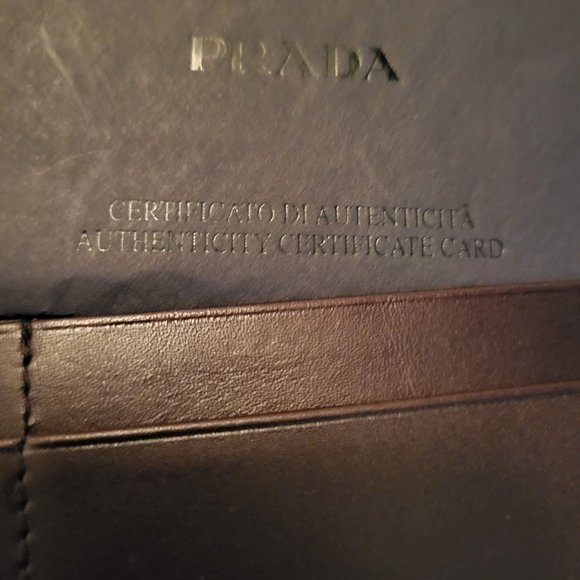 PRADA
CERTIFICATO DI AUTENTICITÀ
AUTHENTICITY CERTIFICATE CARD